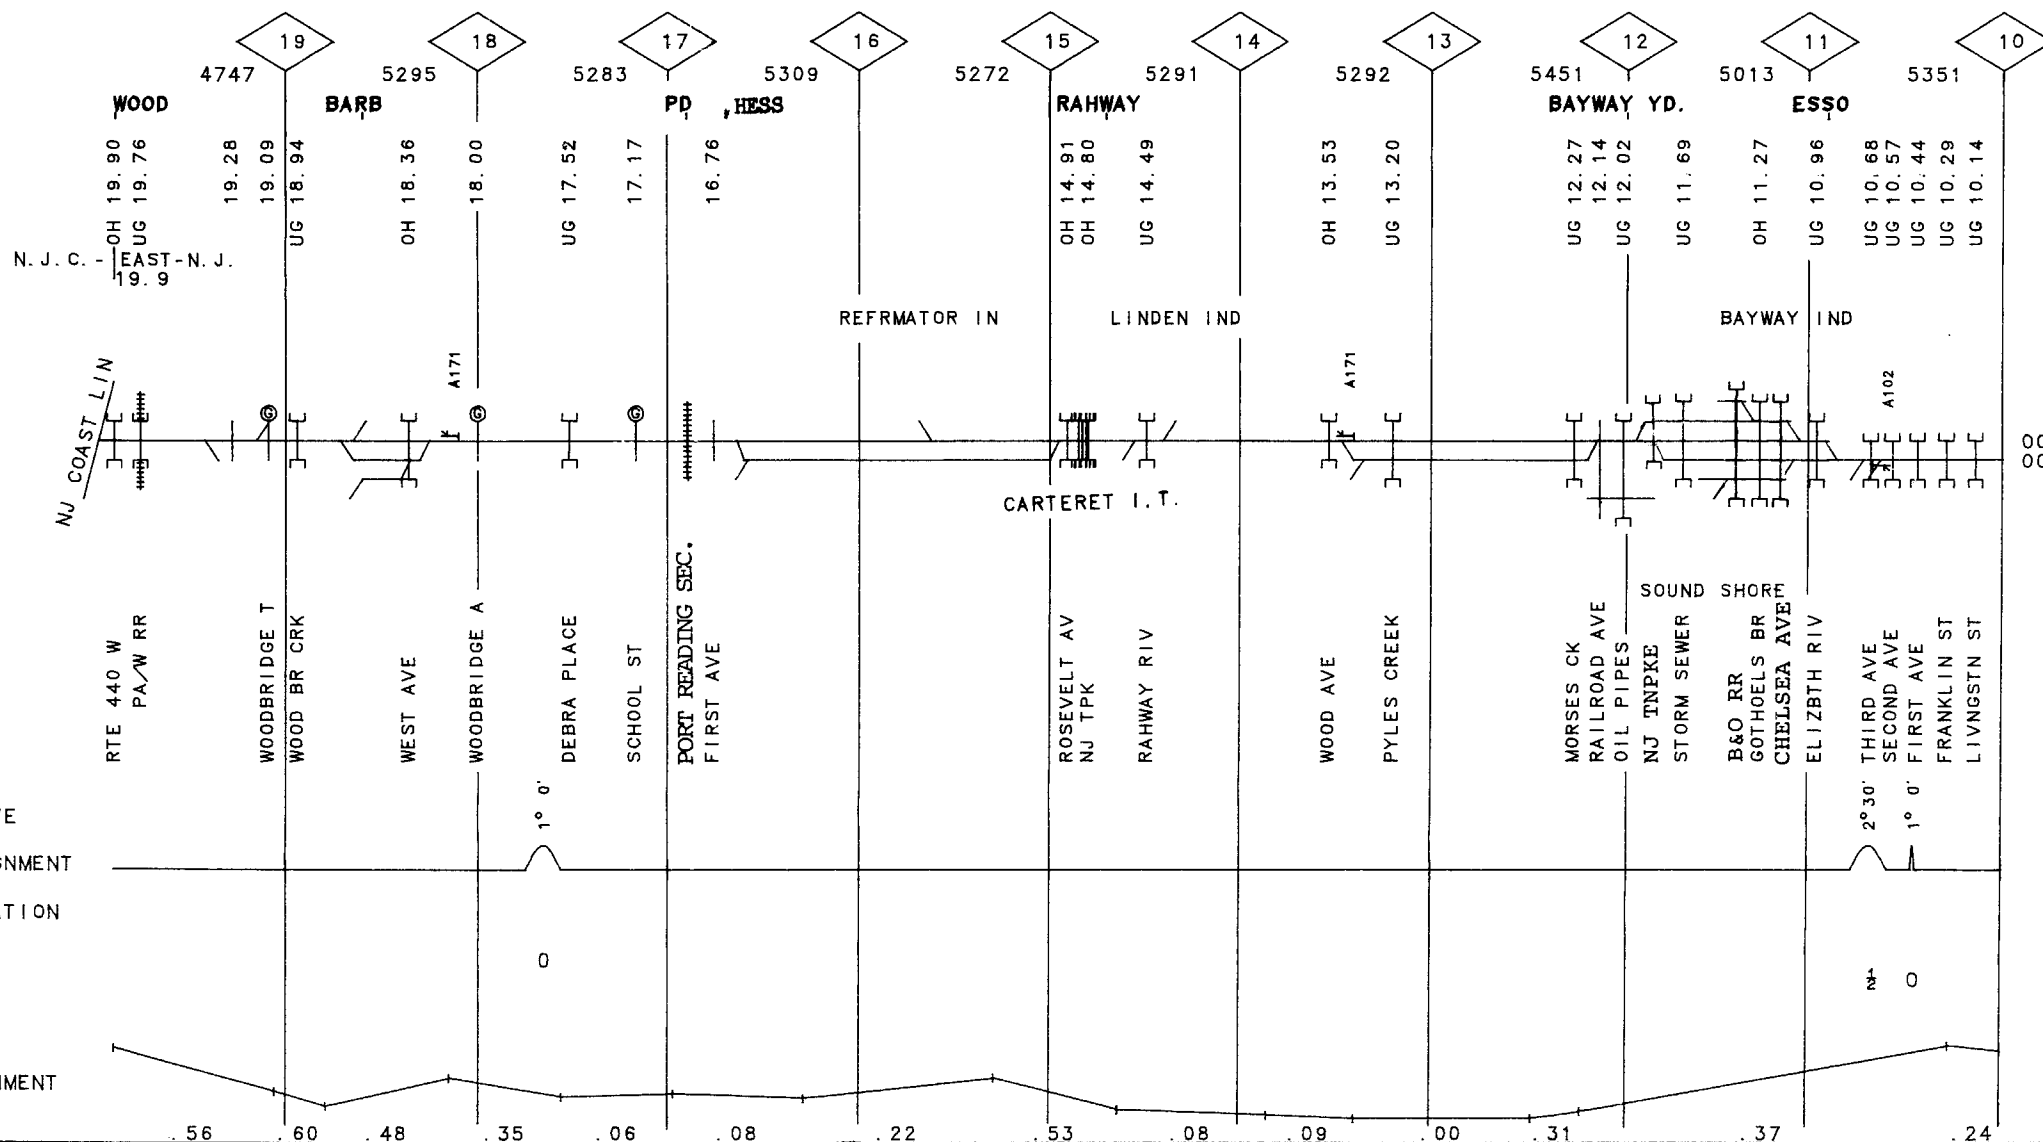 19 18 17 16 15 14 13 12 11 10
4747 5295 5283 5309 5272 5291 5292 5451 5013 5351
WOOD BARB PD HESS RAHWAY BAYWAY YD. ESSO
OH 19.90
UG 19.76
19.28
19.09
UG 18.94
OH 18.36
18.00
UG 17.52
17.17
16.76
OH 14.91
OH 14.80
UG 14.49
OH 13.53
UG 13.20
UG 12.27
12.14
UG 12.02
UG 11.69
OH 11.27
UG 10.96
UG 10.68
UG 10.57
UG 10.44
UG 10.29
UG 10.14
N.J.C. - EAST-N.J.
19.9
REFRMATOR IN LINDEN IND BAYWAY IND
NJ COAST LIN
G
A171
G
G
A171
A102
CARTERET I.T.
SOUND SHORE
RTE 440 W
PA/W RR
WOODBRIDGE T
WOOD BR CRK
WEST AVE
WOODBRIDGE A
DEBRA PLACE
SCHOOL ST
PORT READING SEC.
FIRST AVE
ROSEVELT AV
NJ TPK
RAHWAY RIV
WOOD AVE
PYLES CREEK
MORSES CK
RAILROAD AVE
OIL PIPES
NJ TNPKE
STORM SEWER
B&O RR
GOTHOELS BR
CHELSEA AVE
ELIZBTH RIV
THIRD AVE
SECOND AVE
FIRST AVE
FRANKLIN ST
LIVNGSTN ST
1° 0'
2° 30'
1° 0'
GNMENT
ATION
0 ½ 0
NMENT
.56 .60 .48 .35 .06 .08 .22 .53 .08 .09 .00 .31 .37 .24